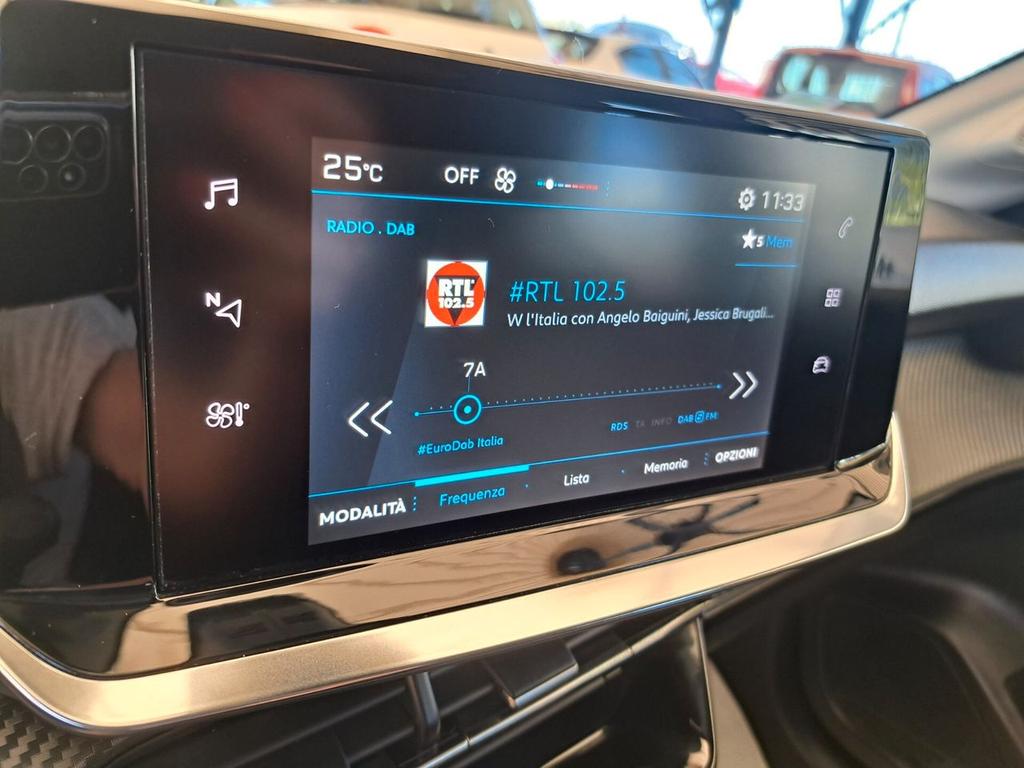 25°C OFF 11:33
RADIO . DAB
5 Mem
N
RTL
102.5
#RTL 102.5
W l'Italia con Angelo Baiguini, Jessica Brugali...
7A
RDS TA INFO DAB FM
#EuroDab Italia
MODALITÀ Frequenza Lista Memoria OPZIONI